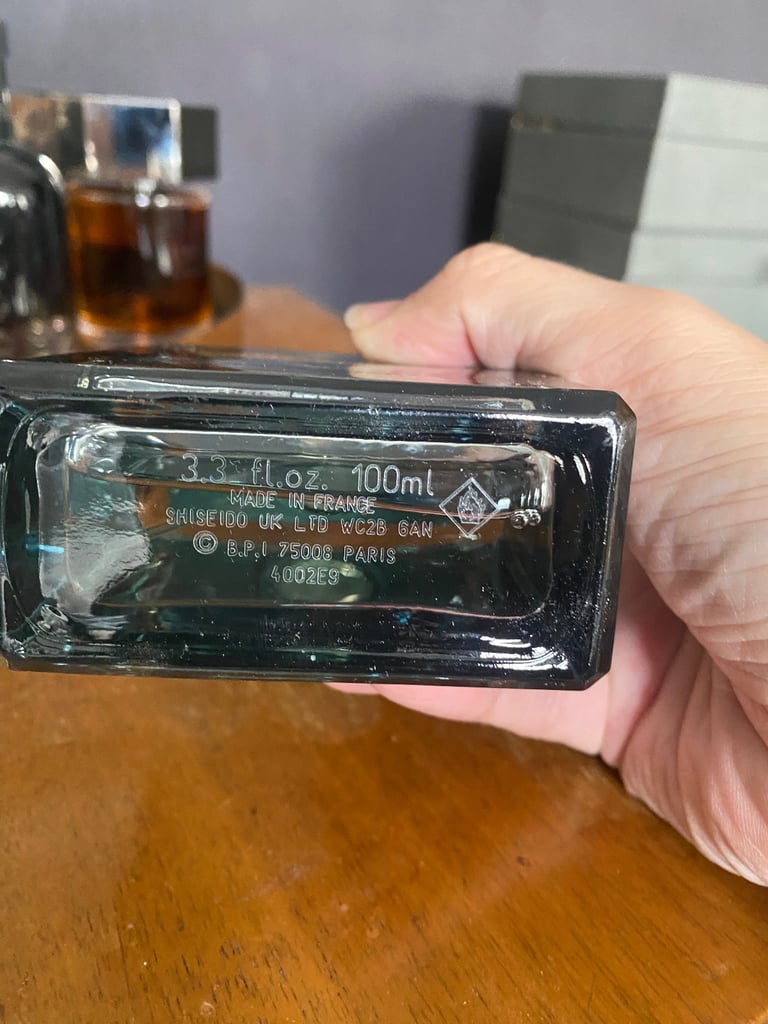 3.3 fl.oz. 100ml
MADE IN FRANCE
SHISEIDO UK LTD WC2B 6AN
© B.P.I 75008 PARIS
4002E9